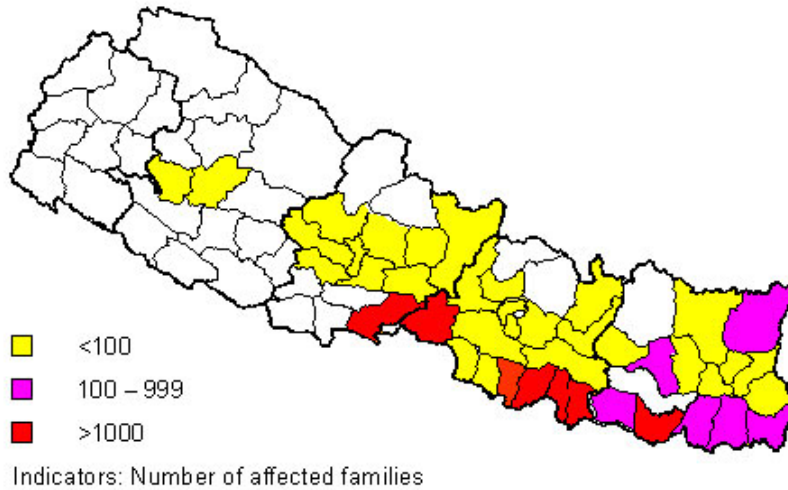 <100
100 – 999
>1000
Indicators: Number of affected families